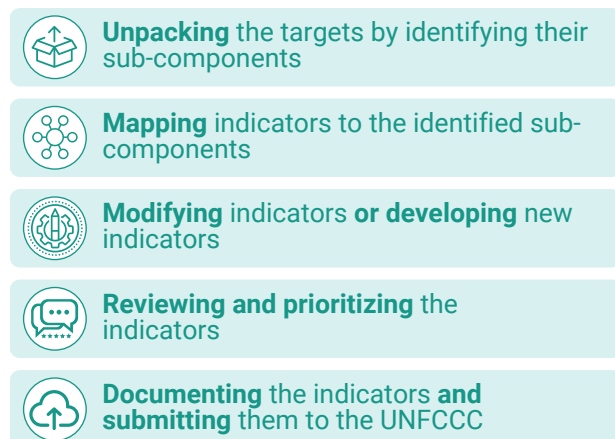 Unpacking the targets by identifying their
sub-components
Mapping indicators to the identified sub-
components
Modifying indicators or developing new
indicators
Reviewing and prioritizing the
indicators
Documenting the indicators and
submitting them to the UNFCCC